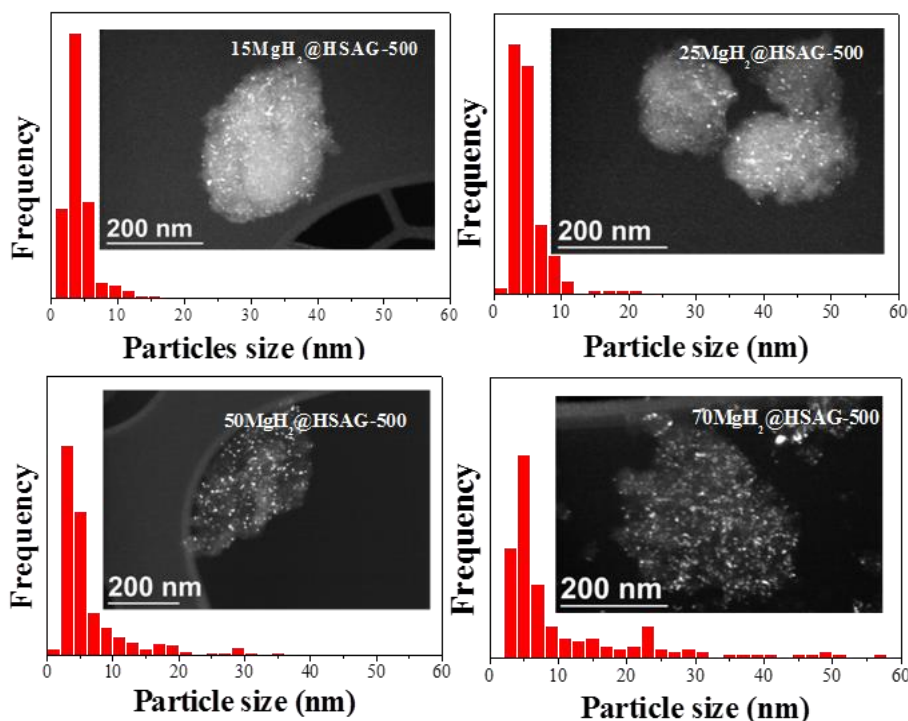 15MgH₂@HSAG-500
200 nm
Frequency
0 10 20 30 40 50 60
Particles size (nm)
25MgH₂@HSAG-500
200 nm
Frequency
0 10 20 30 40 50 60
Particle size (nm)
50MgH₂@HSAG-500
200 nm
Frequency
0 10 20 30 40 50 60
Particle size (nm)
70MgH₂@HSAG-500
200 nm
Frequency
0 10 20 30 40 50 60
Particle size (nm)